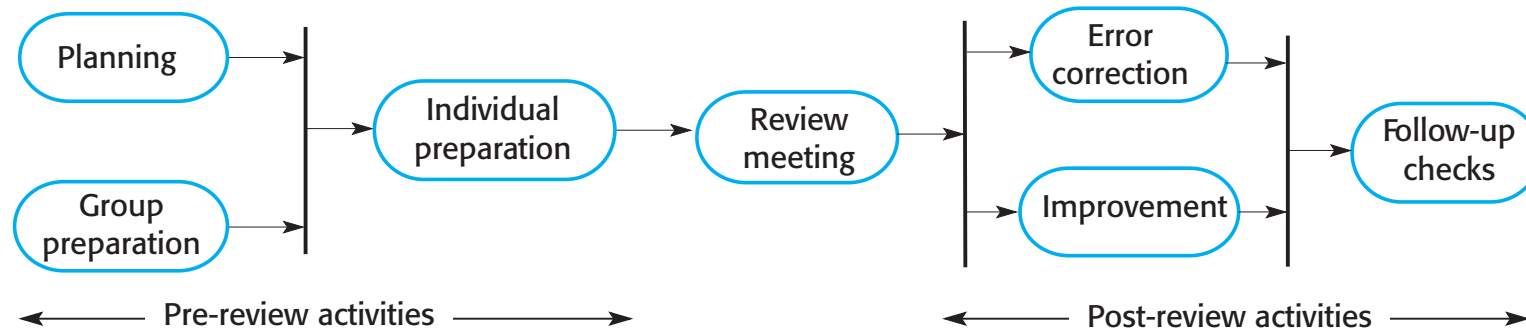 Planning
Group
preparation
Individual
preparation
Review
meeting
Error
correction
Improvement
Follow-up
checks
Pre-review activities
Post-review activities